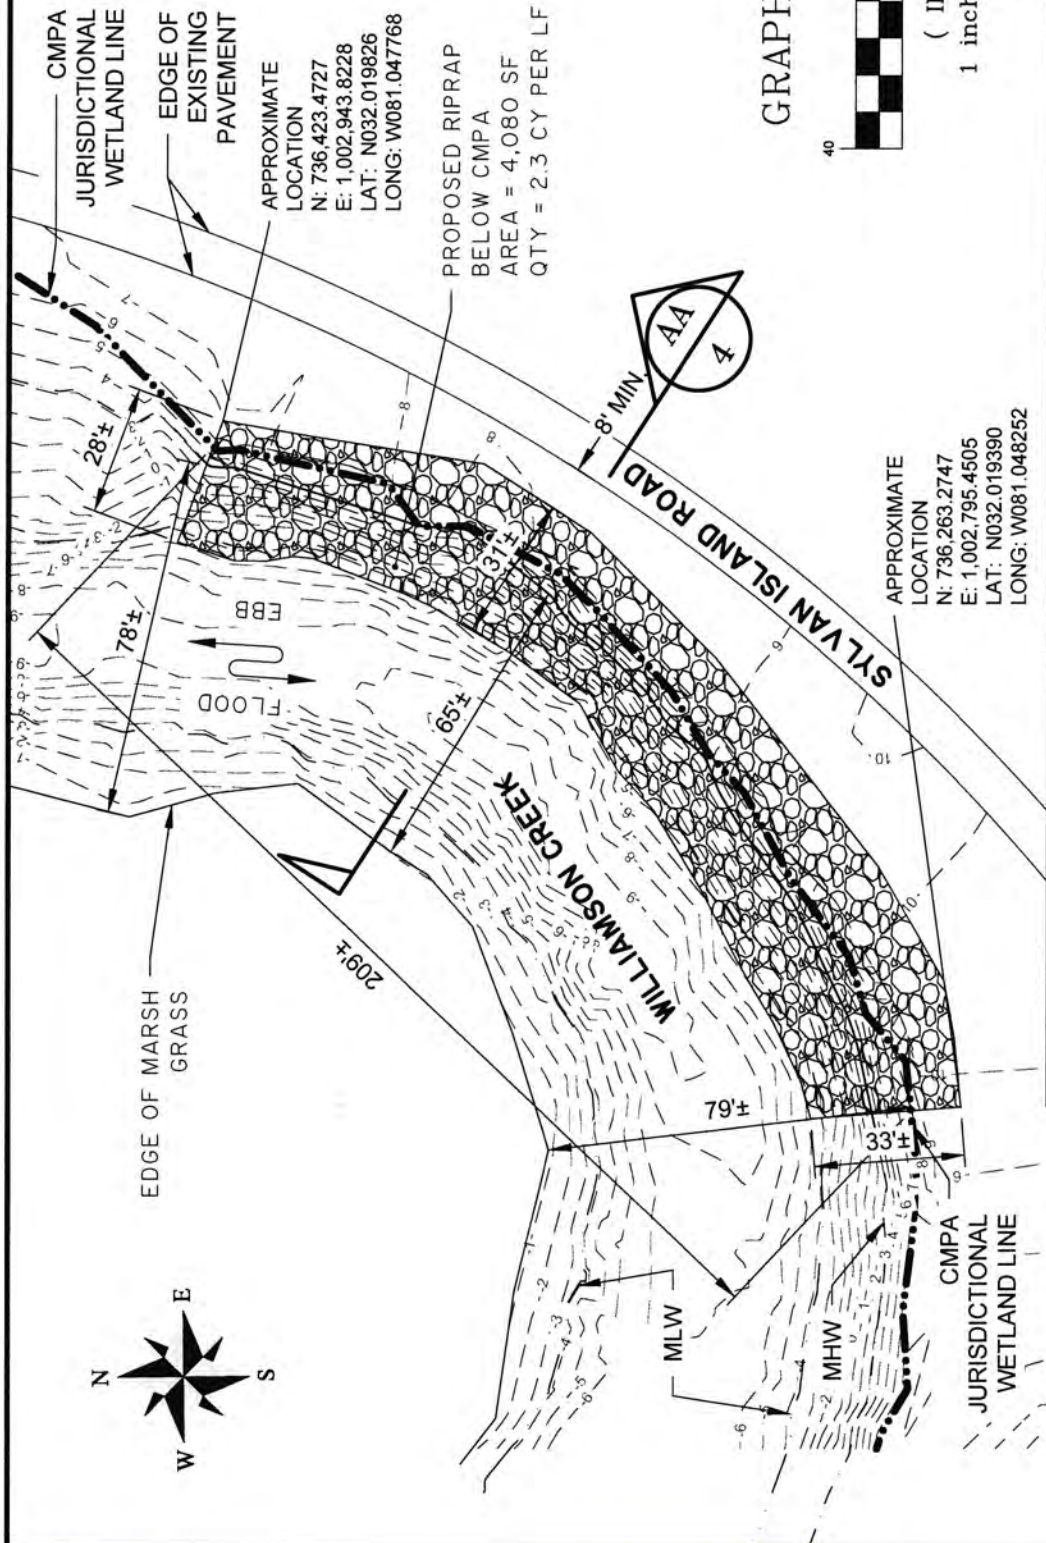 CMPA
JURISDICTIONAL
WETLAND LINE
EDGE OF
EXISTING
PAVEMENT
APPROXIMATE
LOCATION
N: 736,423.4727
E: 1,002,943.8228
LAT: N032.019826
LONG: W081.047768
PROPOSED RIPRAP
BELOW CMPA
AREA = 4,080 SF
QTY = 2.3 CY PER LF
GRAPH
40
( I
1 inch
28'±
78'±
EBB
FLOOD
31'±
65'±
209'±
8' MIN.
AA
4
SYLVAN ISLAND ROAD
WILLIAMSON CREEK
EDGE OF MARSH
GRASS
APPROXIMATE
LOCATION
N: 736,263.2747
E: 1,002,795.4505
LAT: N032.019390
LONG: W081.048252
79'±
33'±
N
E
S
W
MLW
MHW
CMPA
JURISDICTIONAL
WETLAND LINE